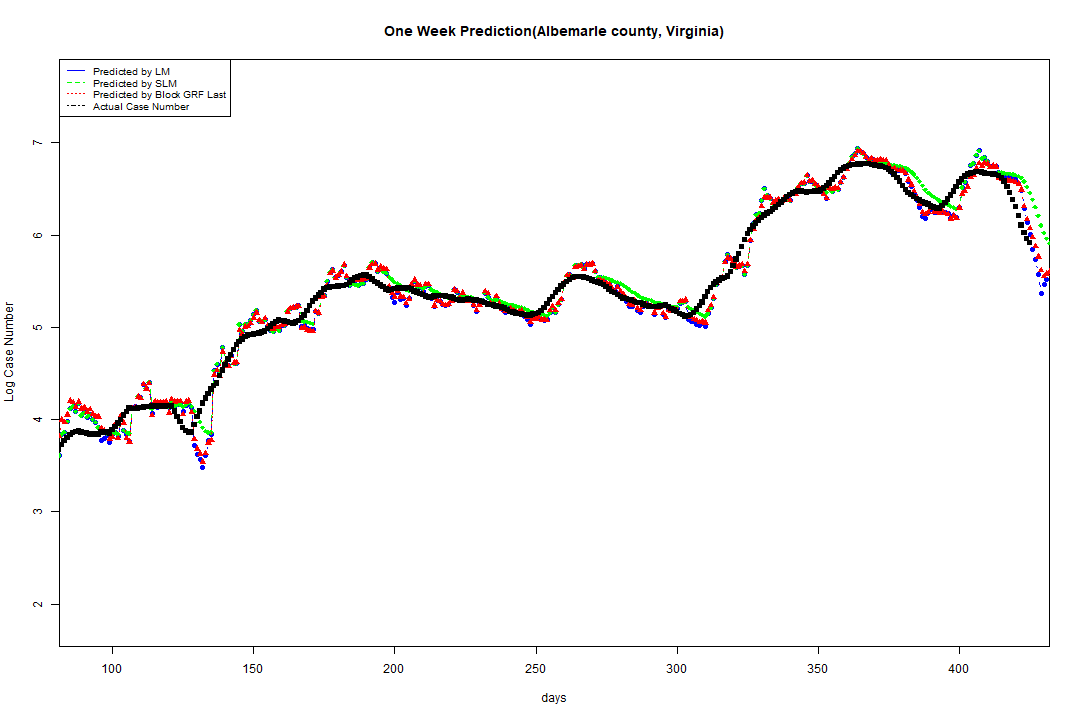 One Week Prediction(Albemarle county, Virginia)
Predicted by LM
Predicted by SLM
Predicted by Block GRF Last
Actual Case Number
Log Case Number
7
6
5
4
3
2
100 150 200 250 300 350 400
days